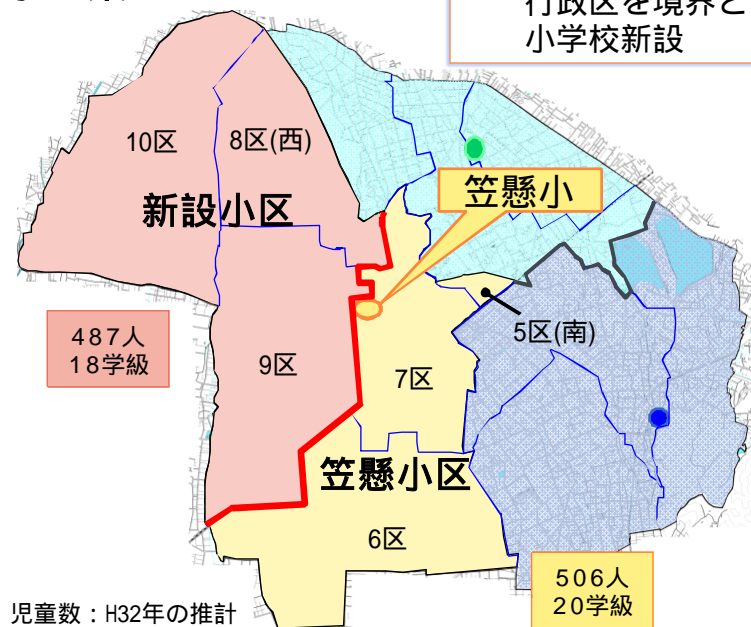 行政区を境界と
小学校新設
10区
8区(西)
笠懸小
新設小区
5区(南)
487人
18学級
9区
7区
笠懸小区
6区
506人
20学級
児童数：H32年の推計